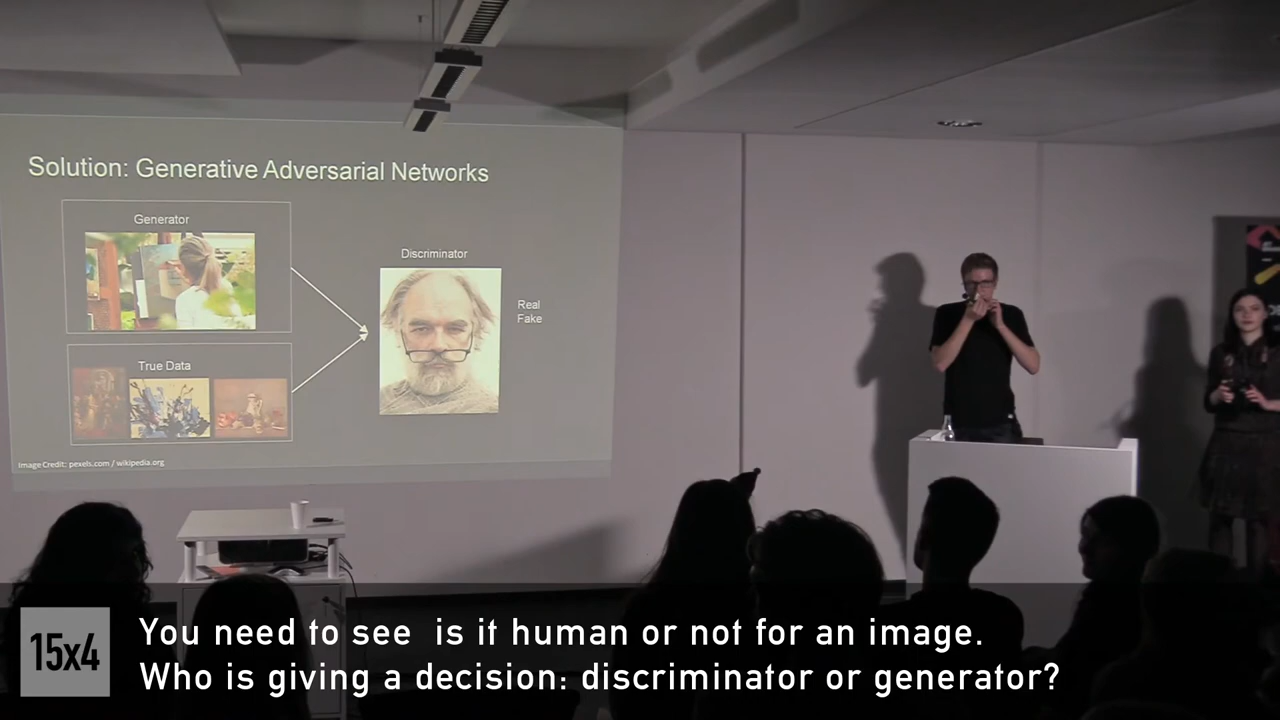 Solution: Generative Adversarial Networks
Generator
Discriminator
Real
Fake
True Data
Image Credit: pexels.com / wikipedia.org
15x4
You need to see is it human or not for an image.
Who is giving a decision: discriminator or generator?